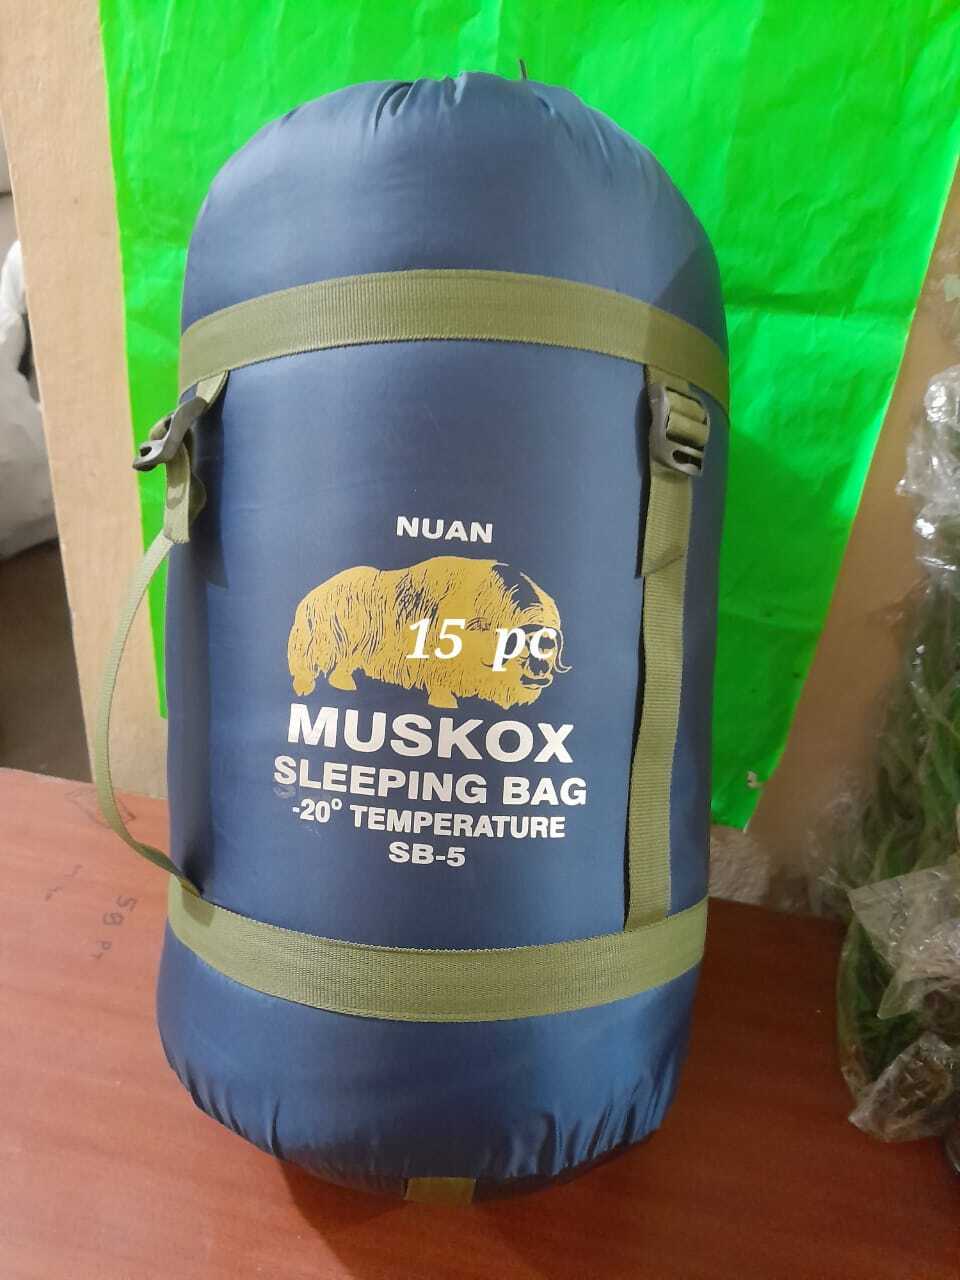 NUAN
15 pc
MUSKOX
SLEEPING BAG
-20° TEMPERATURE
SB-5